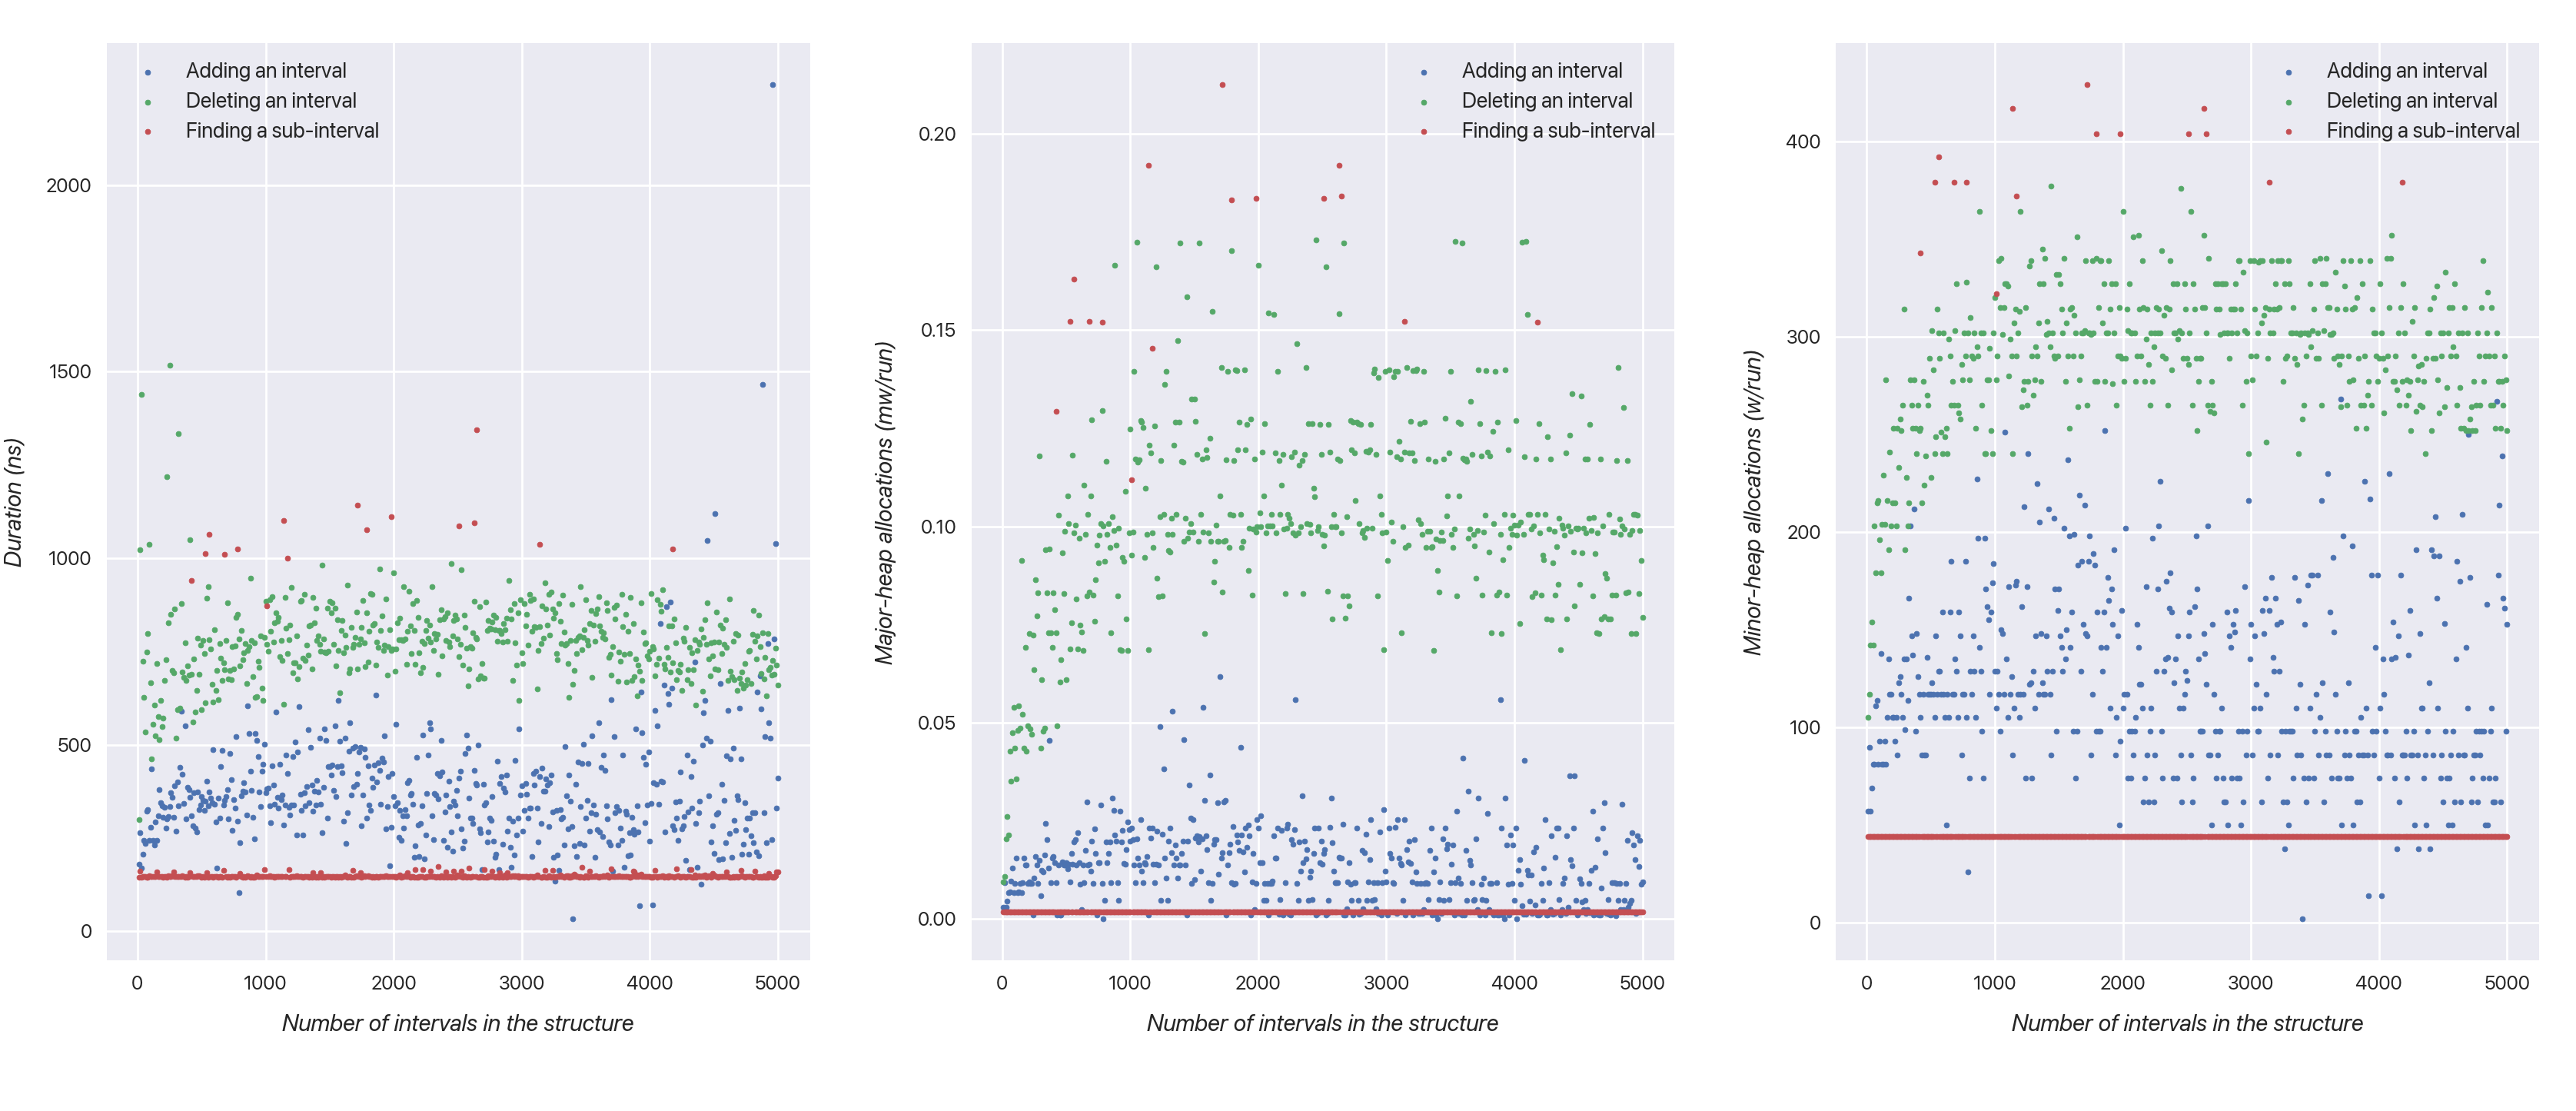 Adding an interval
Deleting an interval
Finding a sub-interval
2000
1500
1000
500
0
Duration (ns)
0 1000 2000 3000 4000 5000
Number of intervals in the structure
Adding an interval
Deleting an interval
Finding a sub-interval
0.20
0.15
0.10
0.05
0.00
Major-heap allocations (mw/run)
0 1000 2000 3000 4000 5000
Number of intervals in the structure
Adding an interval
Deleting an interval
Finding a sub-interval
400
300
200
100
0
Minor-heap allocations (w/run)
0 1000 2000 3000 4000 5000
Number of intervals in the structure